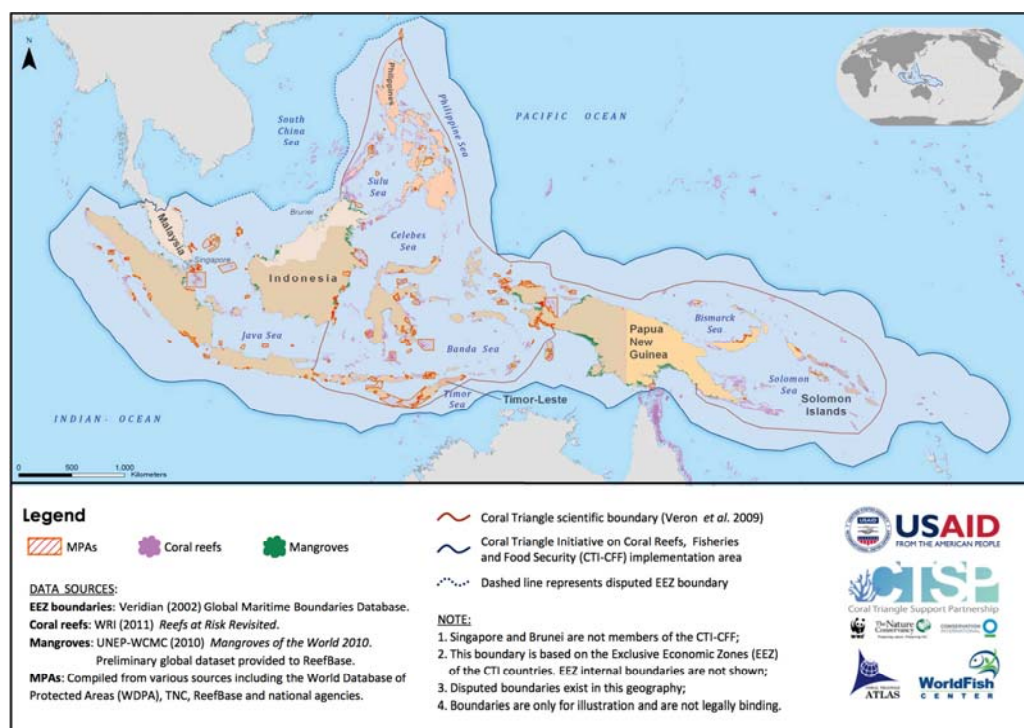 N
South
China
Sea
Philippines
Philippine Sea
PACIFIC OCEAN
Sulu
Sea
Brunei
Malaysia
Celebes
Sea
Singapore
Indonesia
Java Sea
Banda Sea
Papua
New
Guinea
Bismarck
Sea
Solomon
Sea
Solomon
Islands
Timor
Sea
Timor-Leste
INDIAN OCEAN
0 500 1.000
Kilometers
Legend
MPAs
Coral reefs
Mangroves
DATA SOURCES:
EEZ boundaries: Veridian (2002) Global Maritime Boundaries Database.
Coral reefs: WRI (2011) Reefs at Risk Revisited.
Mangroves: UNEP-WCMC (2010) Mangroves of the World 2010.
Preliminary global dataset provided to ReefBase.
MPAs: Compiled from various sources including the World Database of
Protected Areas (WDPA), TNC, ReefBase and national agencies.
Coral Triangle scientific boundary (Veron et al. 2009)
Coral Triangle Initiative on Coral Reefs, Fisheries
and Food Security (CTI-CFF) implementation area
Dashed line represents disputed EEZ boundary
NOTE:
1. Singapore and Brunei are not members of the CTI-CFF;
2. This boundary is based on the Exclusive Economic Zones (EEZ)
of the CTI countries. EEZ internal boundaries are not shown;
3. Disputed boundaries exist in this geography;
4. Boundaries are only for illustration and are not legally binding.
USAID
USAID
FROM THE AMERICAN PEOPLE
CTSP
Coral Triangle Support Partnership
WWF
The Nature
Conservancy
CONSERVATION
INTERNATIONAL
CORAL TRIANGLE
ATLAS
WorldFish
CENTER